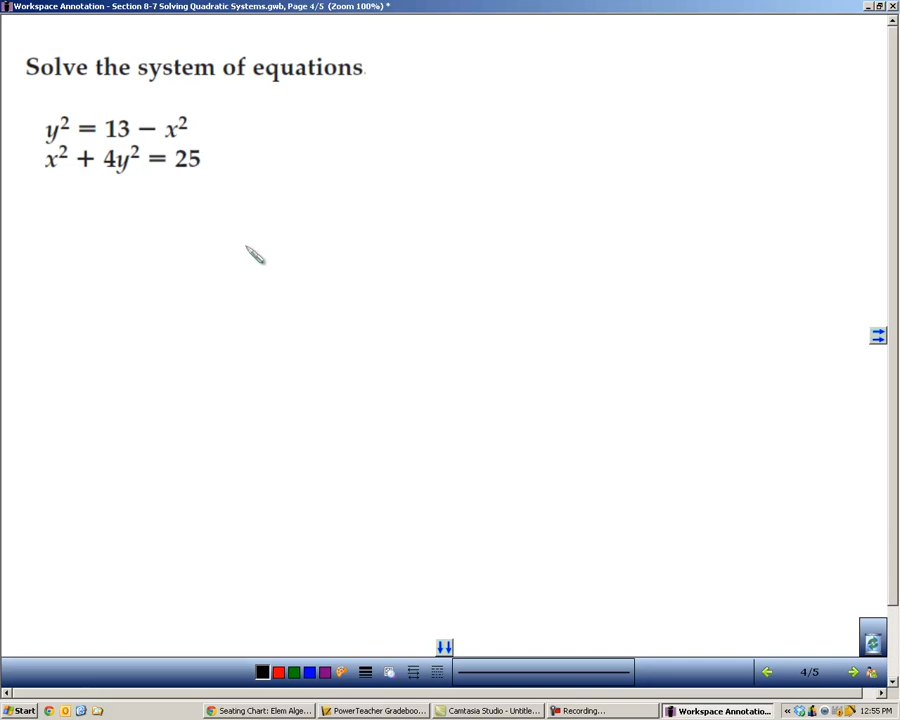 Workspace Annotation - Section 8-7 Solving Quadratic Systems.gwb, Page 4/5 (Zoom 100%) *
Solve the system of equations.
y² = 13 − x²
x² + 4y² = 25
4/5
Start
Seating Chart: Elem Alge...
PowerTeacher Gradeboo...
Camtasia Studio - Untitle...
Recording...
Workspace Annotatio...
12:55 PM